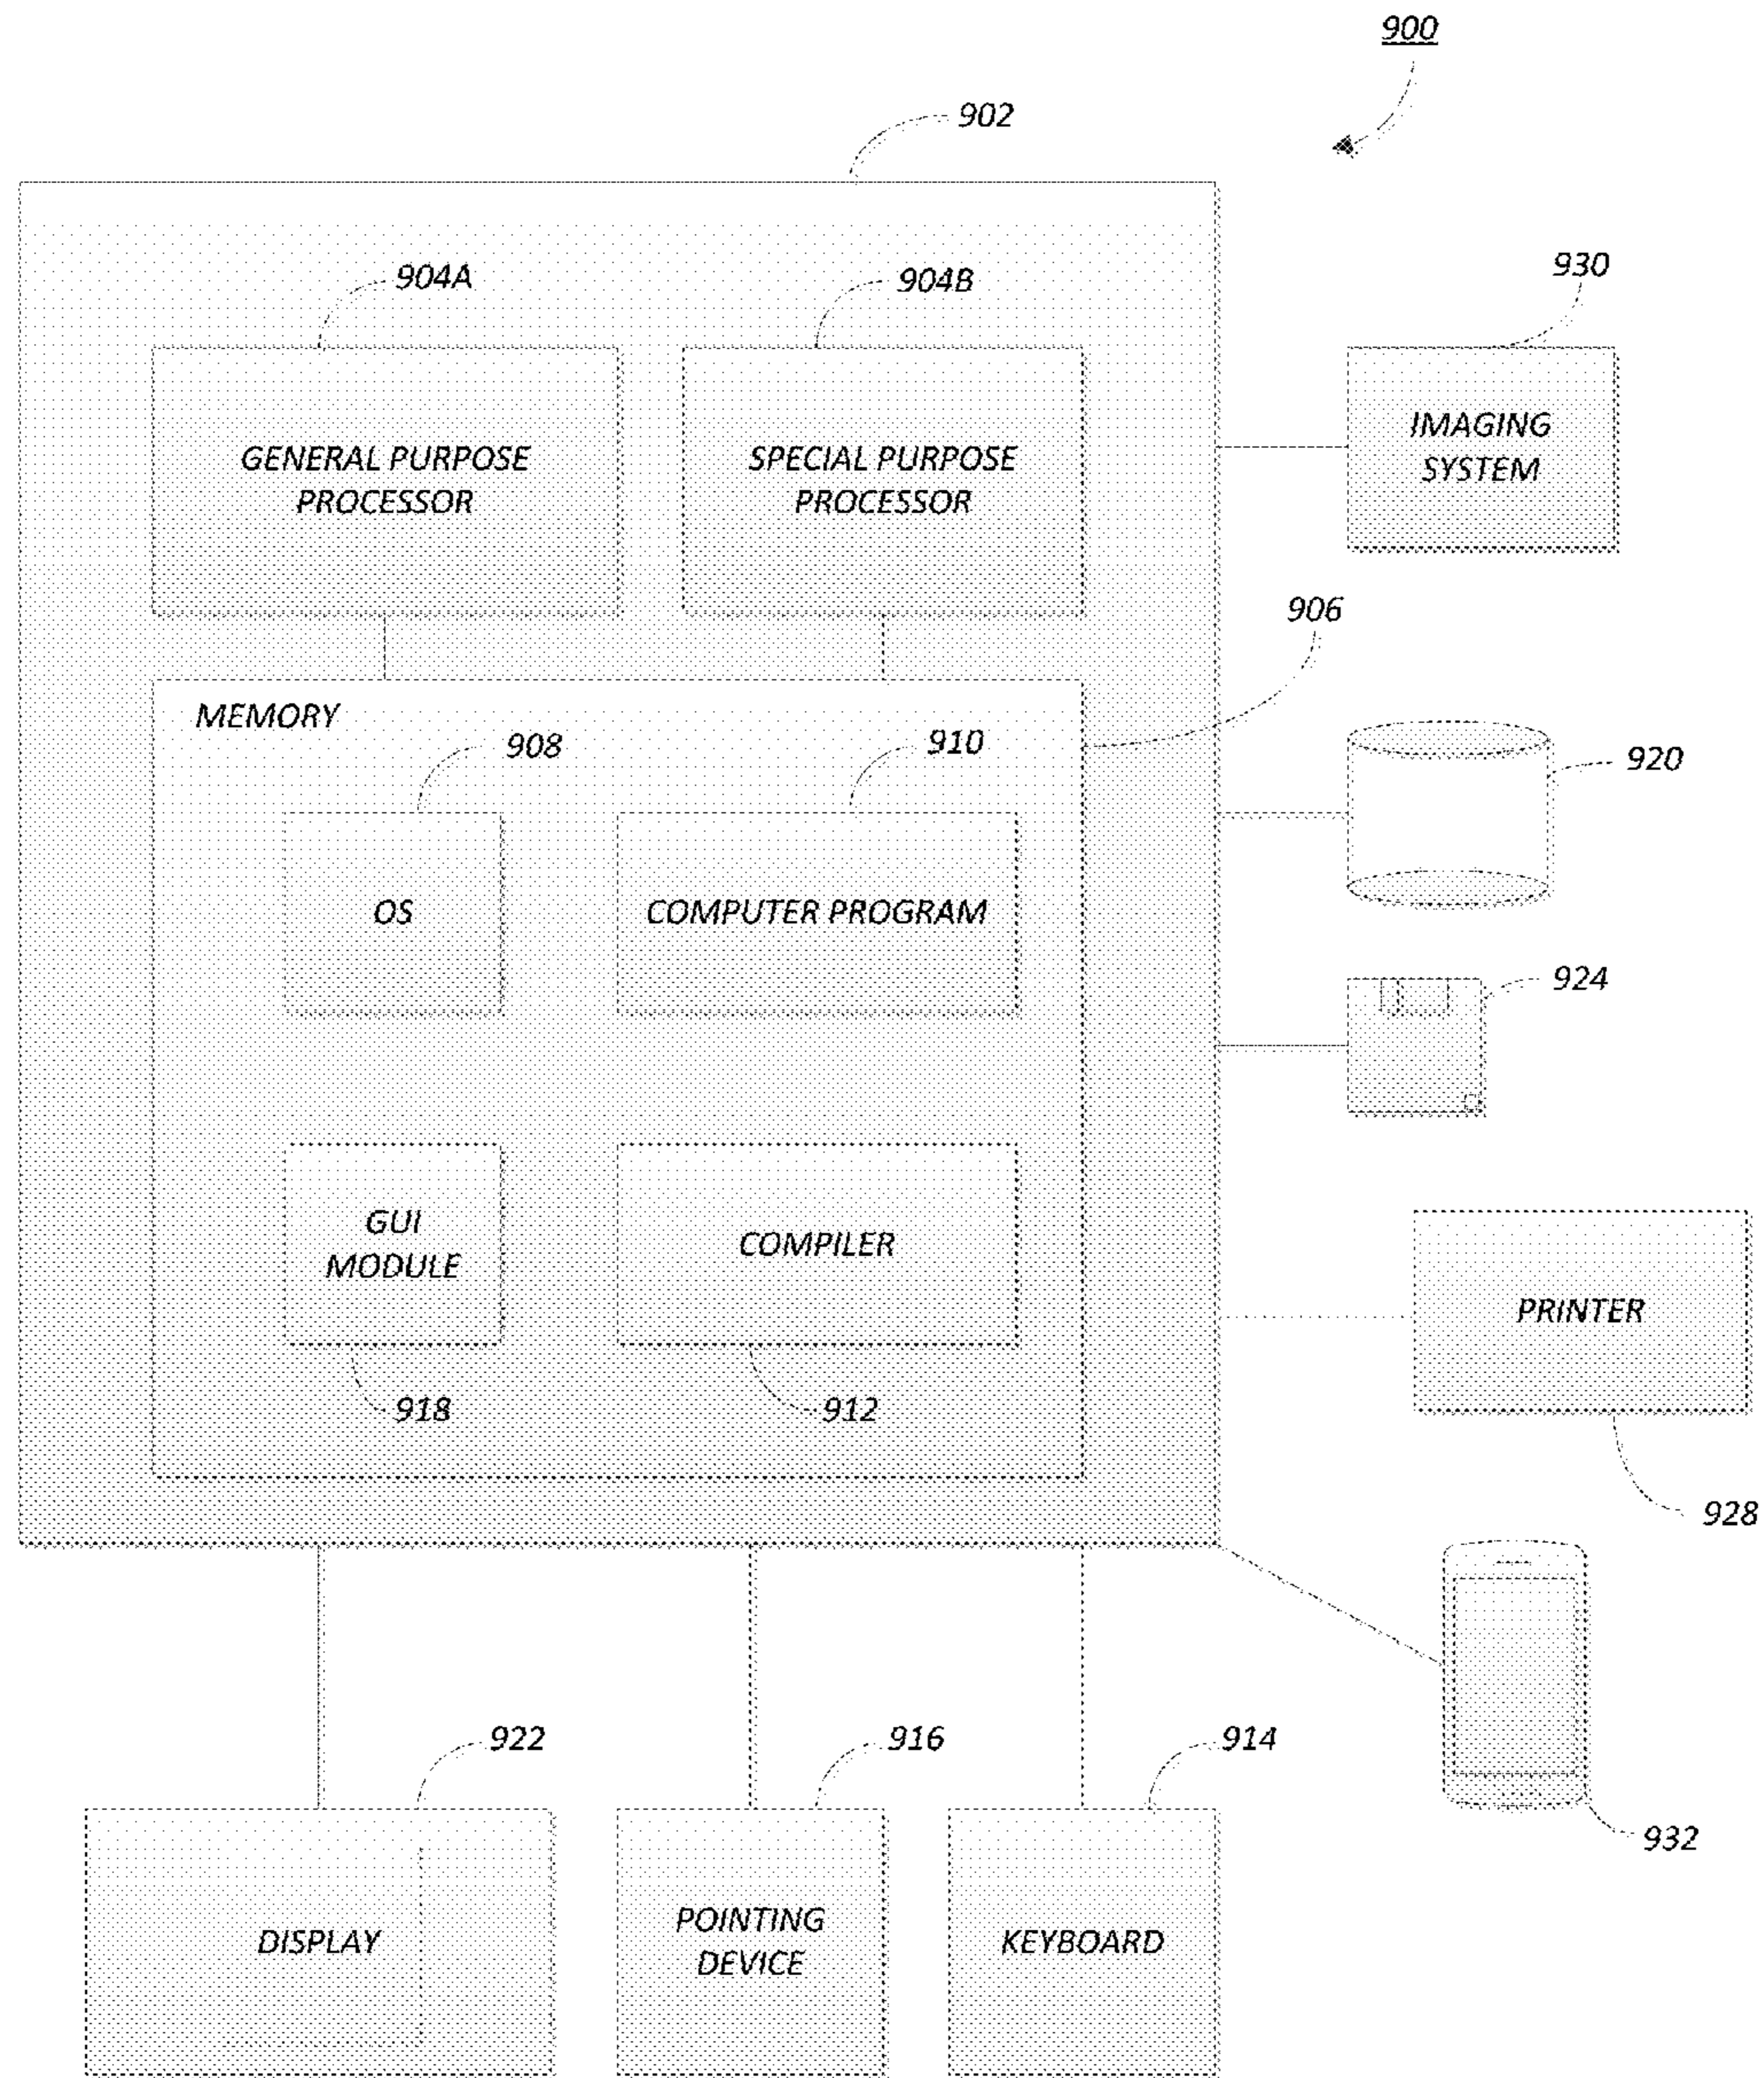 900
902
904A
904B
930
GENERAL PURPOSE
PROCESSOR
SPECIAL PURPOSE
PROCESSOR
IMAGING
SYSTEM
906
MEMORY
908
910
920
OS
COMPUTER PROGRAM
924
GUI
MODULE
COMPILER
PRINTER
918
912
928
922
916
914
932
DISPLAY
POINTING
DEVICE
KEYBOARD